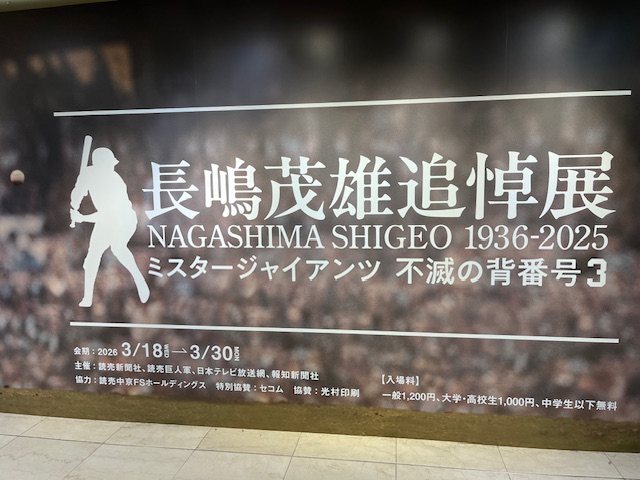 長嶋茂雄追悼展
NAGASHIMA SHIGEO 1936-2025
ミスタージャイアンツ 不滅の背番号3
会期：2026 3/18 → 3/30
主催：読売新聞社、読売巨人軍、日本テレビ放送網、報知新聞社
協力：読売中京FSホールディングス 特別協賛：セコム 協賛：光村印刷
【入場料】
一般1,200円、大学・高校生1,000円、中学生以下無料